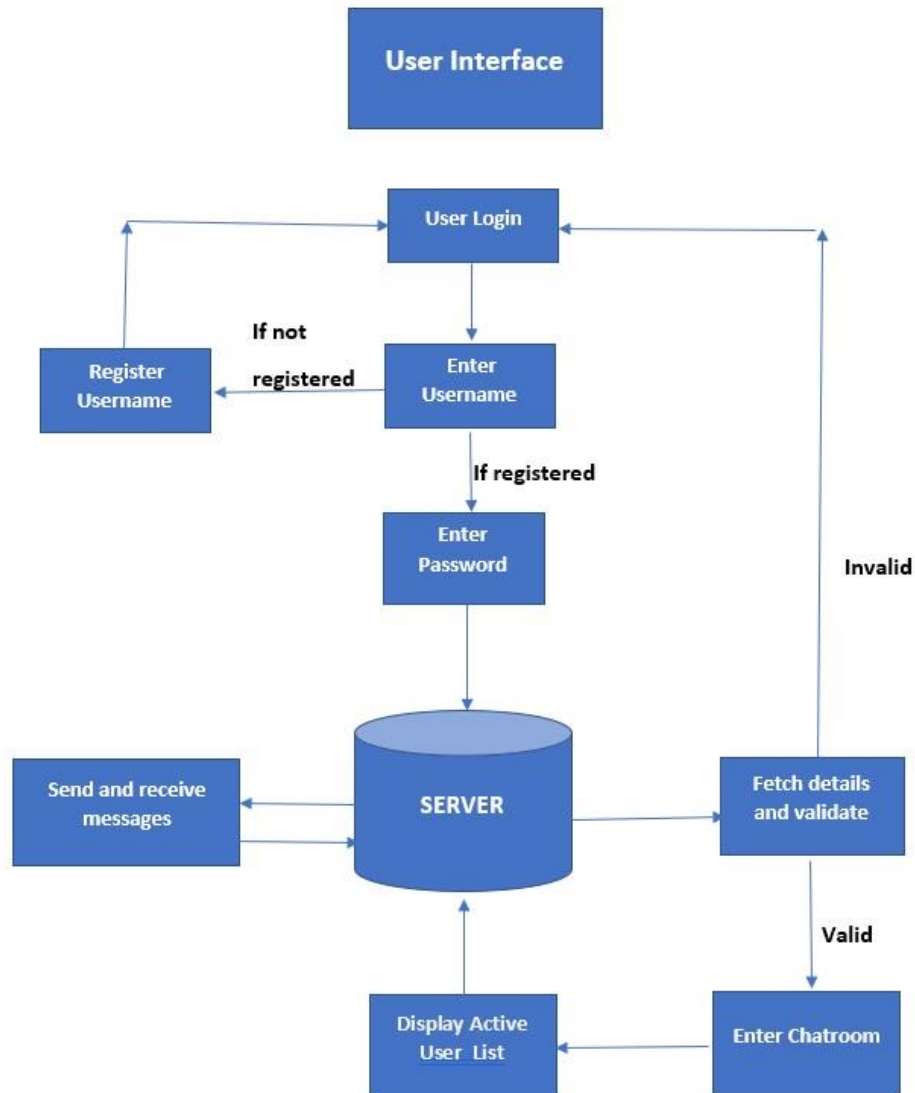 User Interface
User Login
If not
registered
Register
Username
Enter
Username
If registered
Enter
Password
Invalid
Send and receive
messages
SERVER
Fetch details
and validate
Valid
Display Active
User List
Enter Chatroom